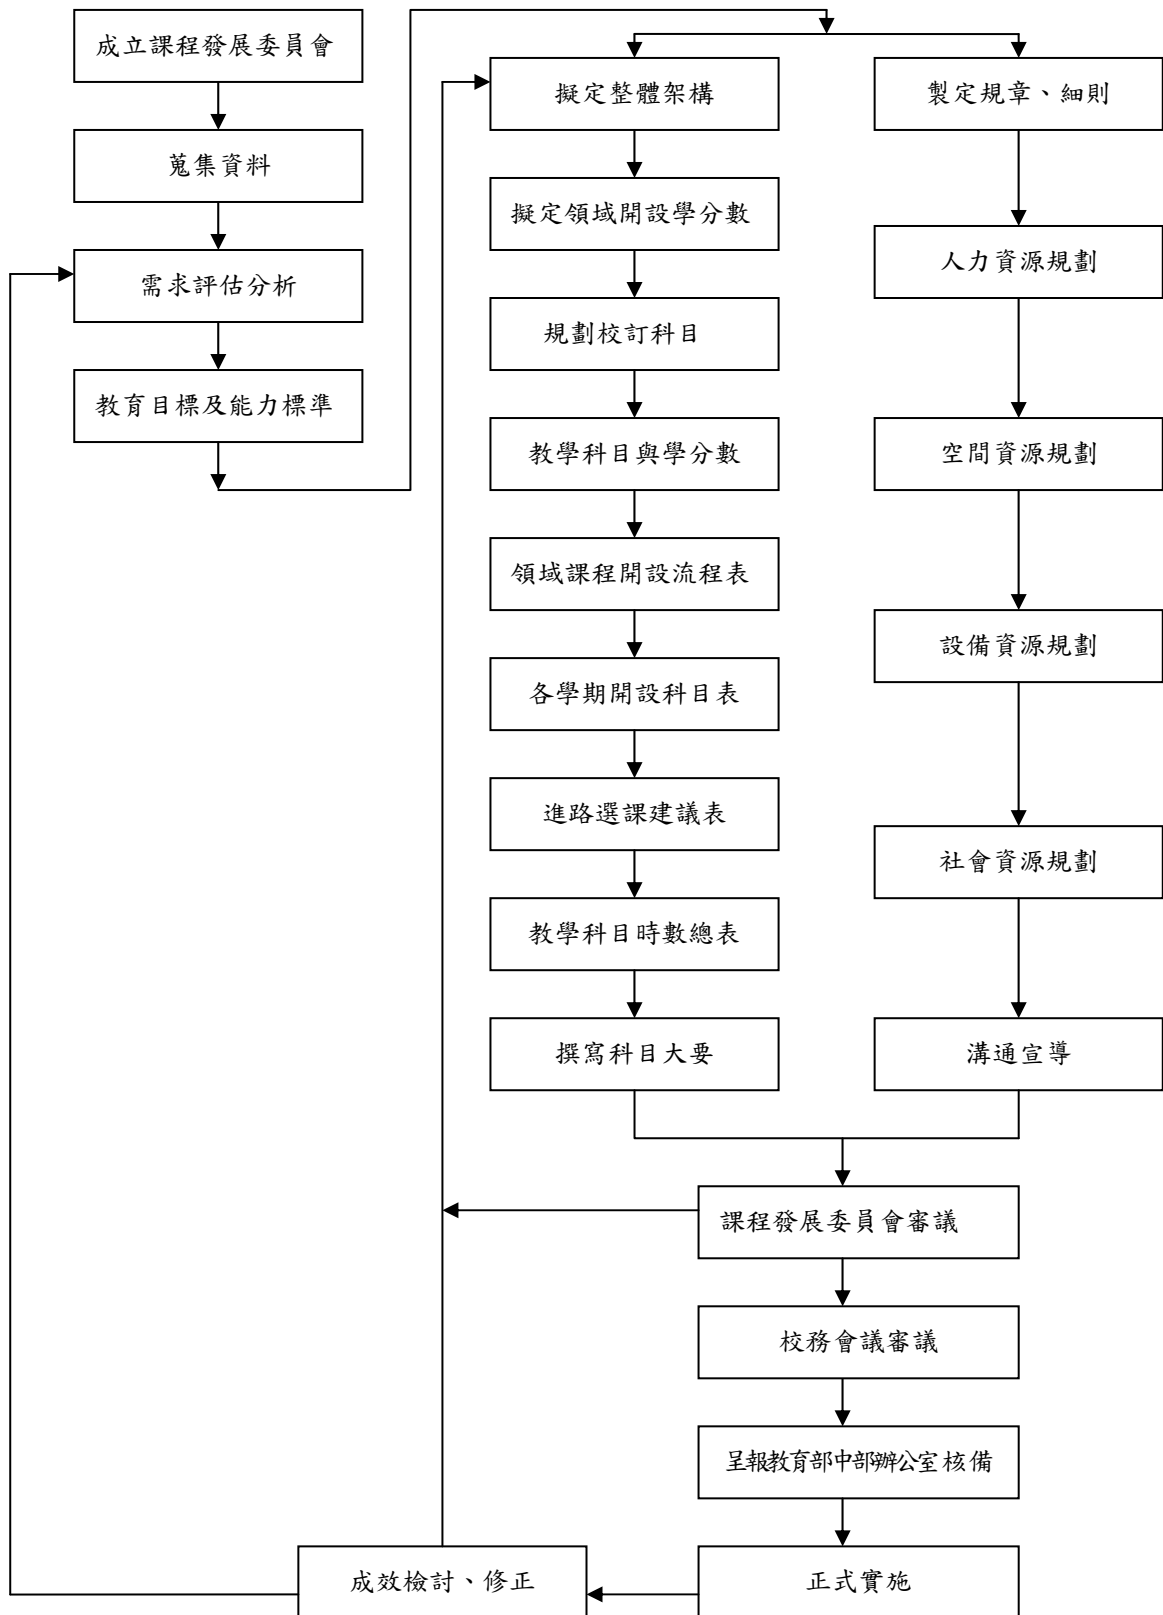 成立課程發展委員會
蒐集資料
需求評估分析
教育目標及能力標準
擬定整體架構
擬定領域開設學分數
規劃校訂科目
教學科目與學分數
領域課程開設流程表
各學期開設科目表
進路選課建議表
教學科目時數總表
撰寫科目大要
製定規章、細則
人力資源規劃
空間資源規劃
設備資源規劃
社會資源規劃
溝通宣導
課程發展委員會審議
校務會議審議
呈報教育部中部辦公室核備
正式實施
成效檢討、修正